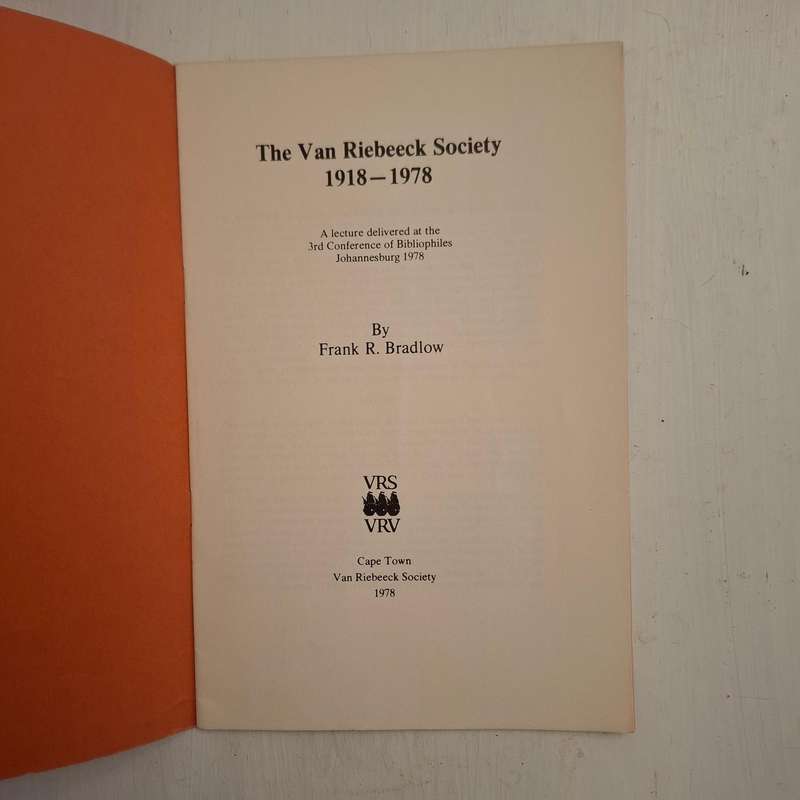 The Van Riebeeck Society
1918—1978
A lecture delivered at the
3rd Conference of Bibliophiles
Johannesburg 1978
By
Frank R. Bradlow
VRS
VRV
Cape Town
Van Riebeeck Society
1978